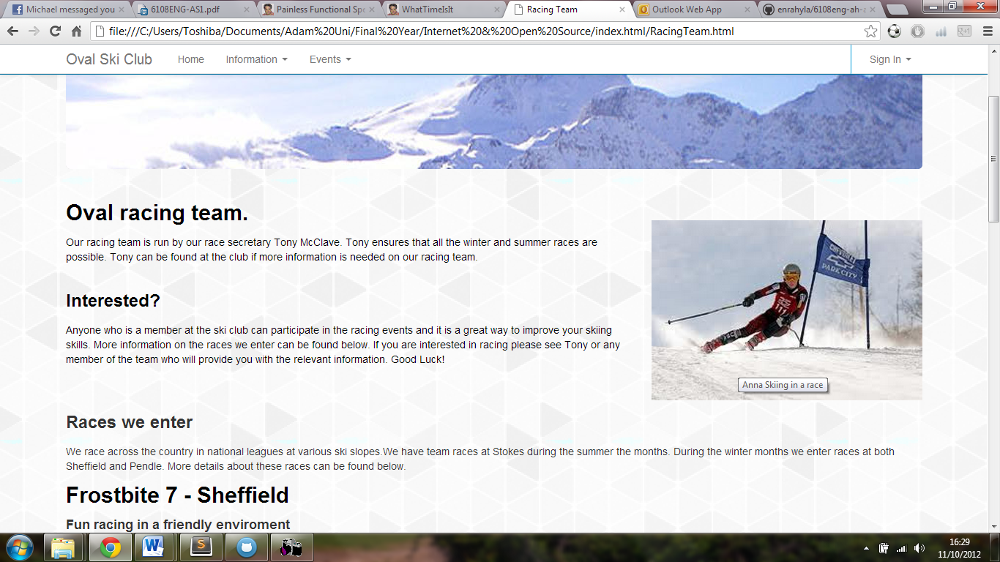 Michael messaged you
6108ENG-AS1.pdf
Painless Functional Spe
WhatTimeIsIt
Racing Team
Outlook Web App
enrahyla/6108eng-ah-a
file:///C:/Users/Toshiba/Documents/Adam%20Uni/Final%20Year/Internet%20&%20Open%20Source/index.html/RacingTeam.html
Oval Ski Club Home Information Events Sign In
Oval racing team.
Our racing team is run by our race secretary Tony McClave. Tony ensures that all the winter and summer races are
possible. Tony can be found at the club if more information is needed on our racing team.
Interested?
Anyone who is a member at the ski club can participate in the racing events and it is a great way to improve your skiing
skills. More information on the races we enter can be found below. If you are interested in racing please see Tony or any
member of the team who will provide you with the relevant information. Good Luck!
CHEVROLET
PARK CITY
111
Anna Skiing in a race
Races we enter
We race across the country in national leagues at various ski slopes.We have team races at Stokes during the summer the months. During the winter months we enter races at both
Sheffield and Pendle. More details about these races can be found below.
Frostbite 7 - Sheffield
Fun racing in a friendly enviroment
16:29
11/10/2012